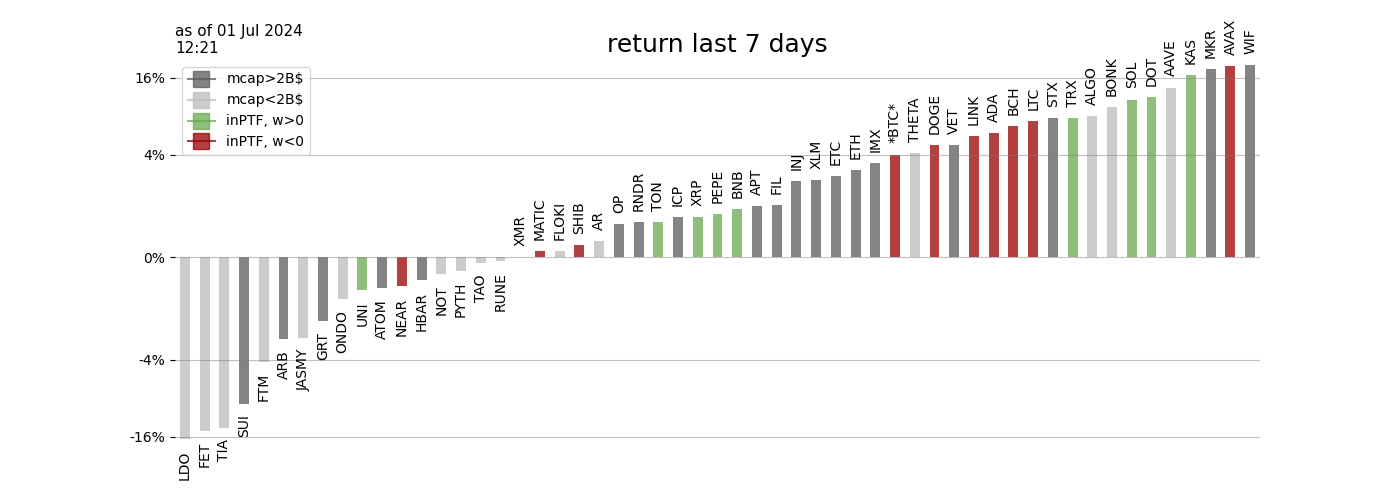 as of 01 Jul 2024
12:21
return last 7 days
mcap>2B$
mcap<2B$
inPTF, w>0
inPTF, w<0
16%
4%
0%
-4%
-16%
LDO
FET
TIA
SUI
FTM
ARB
JASMY
GRT
ONDO
UNI
ATOM
NEAR
HBAR
NOT
PYTH
TAO
RUNE
XMR
MATIC
FLOKI
SHIB
AR
OP
RNDR
TON
ICP
XRP
PEPE
BNB
APT
FIL
INJ
XLM
ETC
ETH
IMX
*BTC*
THETA
DOGE
VET
LINK
ADA
BCH
LTC
STX
TRX
ALGO
BONK
SOL
DOT
AAVE
KAS
MKR
AVAX
WIF